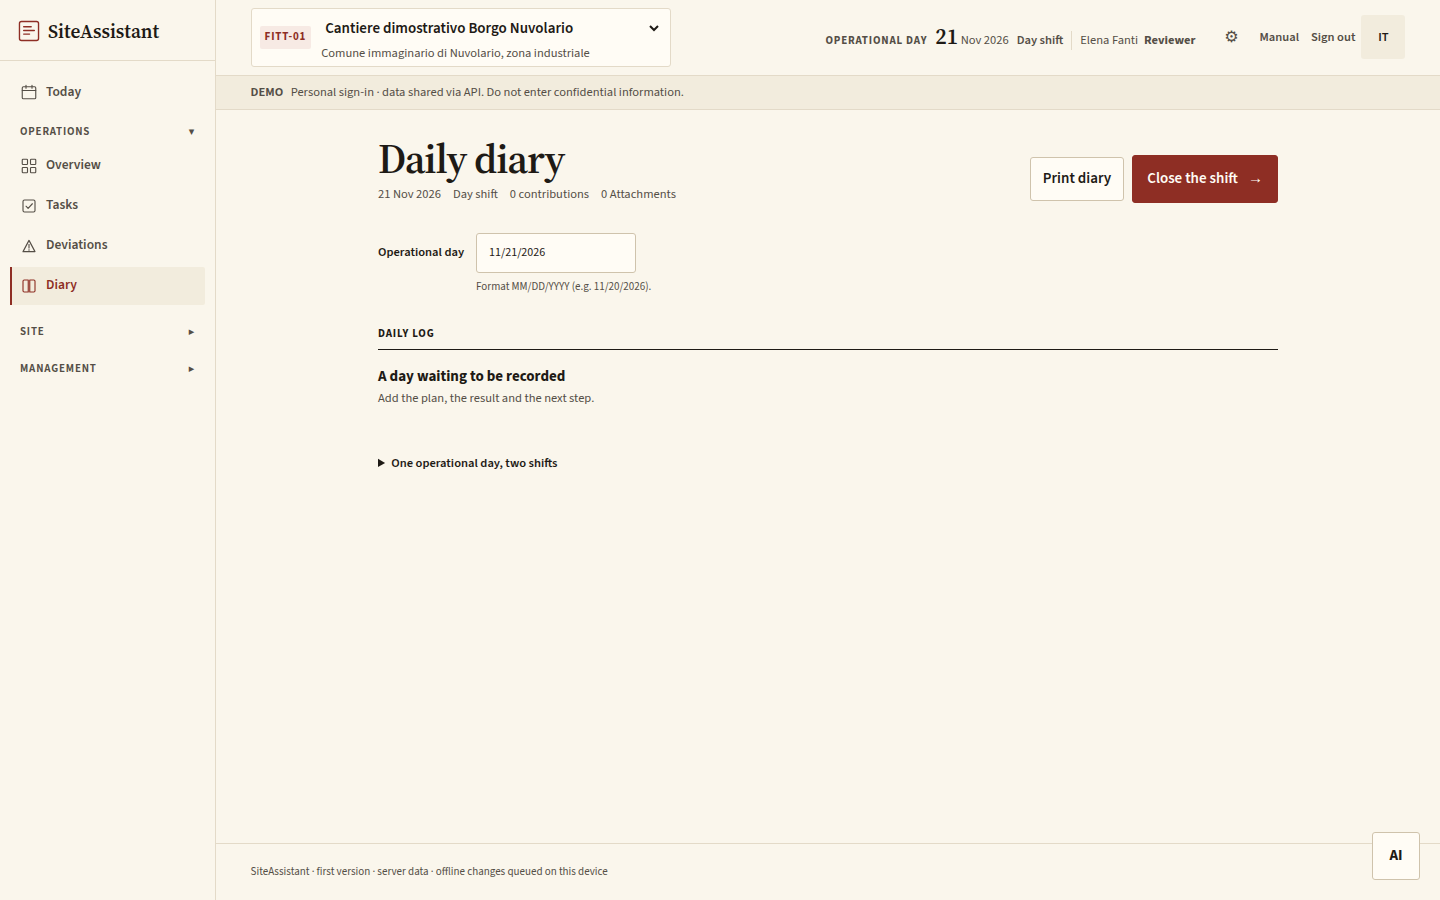 SiteAssistant
Today
OPERATIONS
Overview
Tasks
Deviations
Diary
SITE
MANAGEMENT
FITT-01
Cantiere dimostrativo Borgo Nuvolario
Comune immaginario di Nuvolario, zona industriale
OPERATIONAL DAY 21 Nov 2026 Day shift Elena Fanti Reviewer
Manual Sign out IT
DEMO Personal sign-in · data shared via API. Do not enter confidential information.
Daily diary
21 Nov 2026 Day shift 0 contributions 0 Attachments
Print diary
Close the shift →
Operational day 11/21/2026
Format MM/DD/YYYY (e.g. 11/20/2026).
DAILY LOG
A day waiting to be recorded
Add the plan, the result and the next step.
One operational day, two shifts
SiteAssistant · first version · server data · offline changes queued on this device
AI